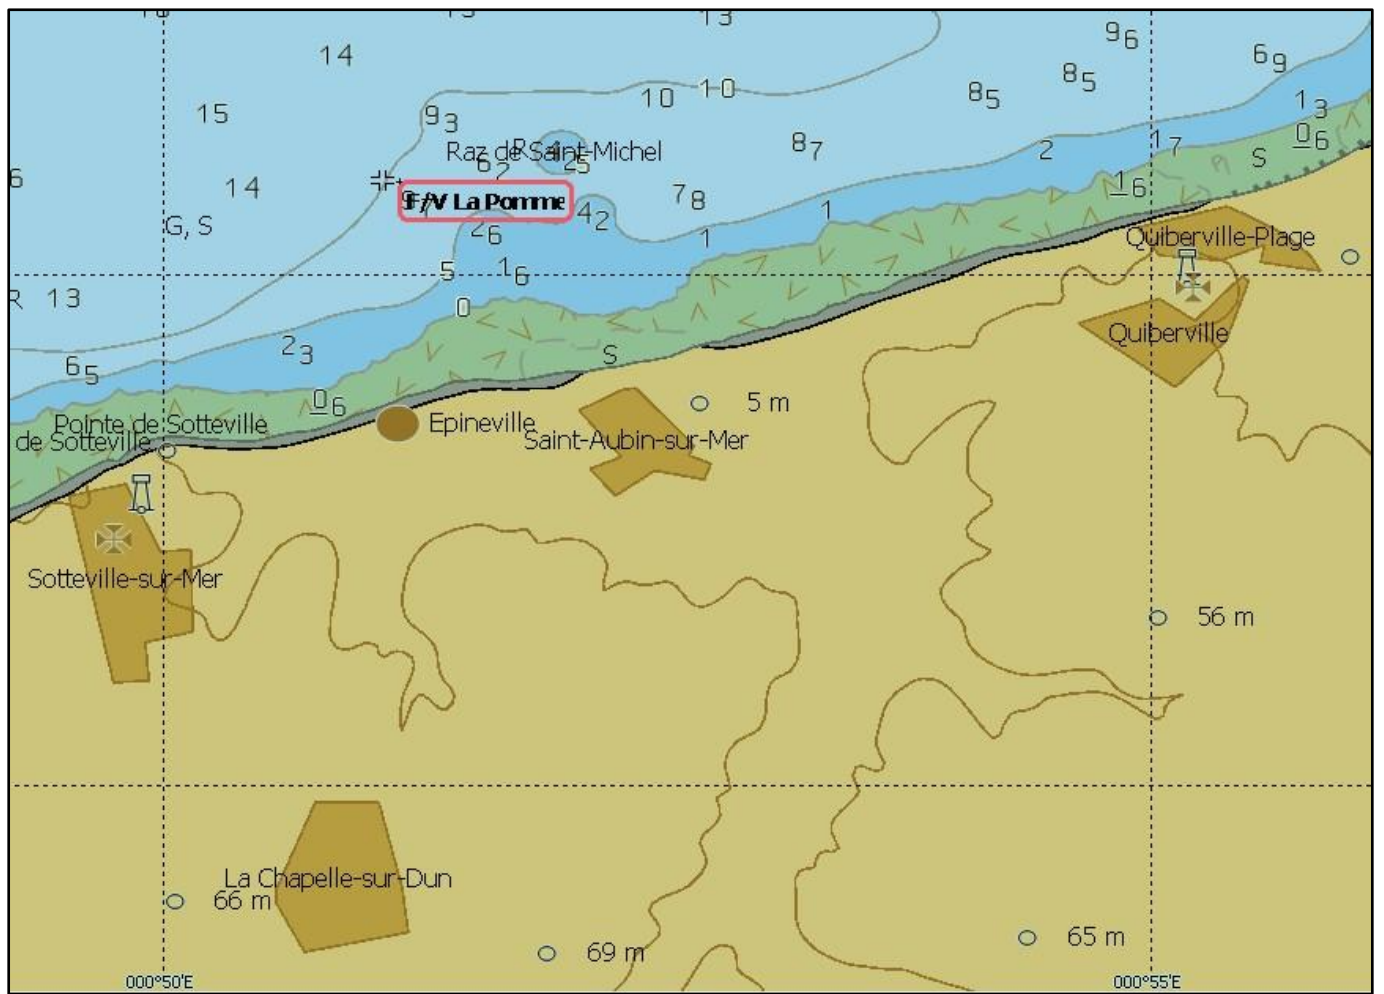 13
14
9₆
6₉
8₅
8₅
10
10
1₃
15
9₃
0₆
8₇
2
1₇
S
Raz de Saint-Michel
6₂
14
1₆
F/V La Pomme
7₈
4₂
1
G, S
2₆
1
Quiberville-Plage
5
1₆
R
13
0
Quiberville
2₃
S
6₅
0₆
5 m
Pointe de Sotteville
Epineville
de Sotteville
Saint-Aubin-sur-Mer
Sotteville-sur-Mer
56 m
La Chapelle-sur-Dun
66 m
65 m
69 m
000°50'E
000°55'E